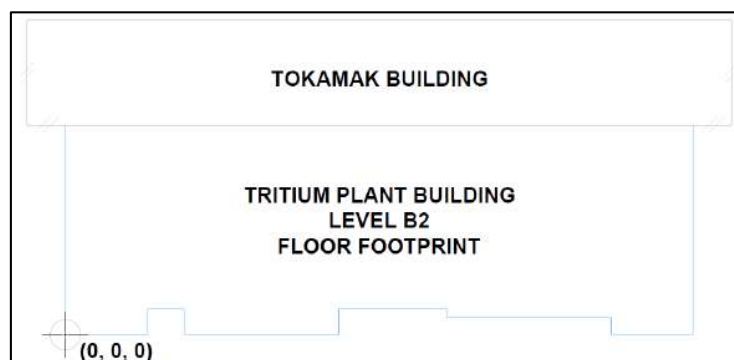 TOKAMAK BUILDING
TRITIUM PLANT BUILDING
LEVEL B2
FLOOR FOOTPRINT
(0, 0, 0)